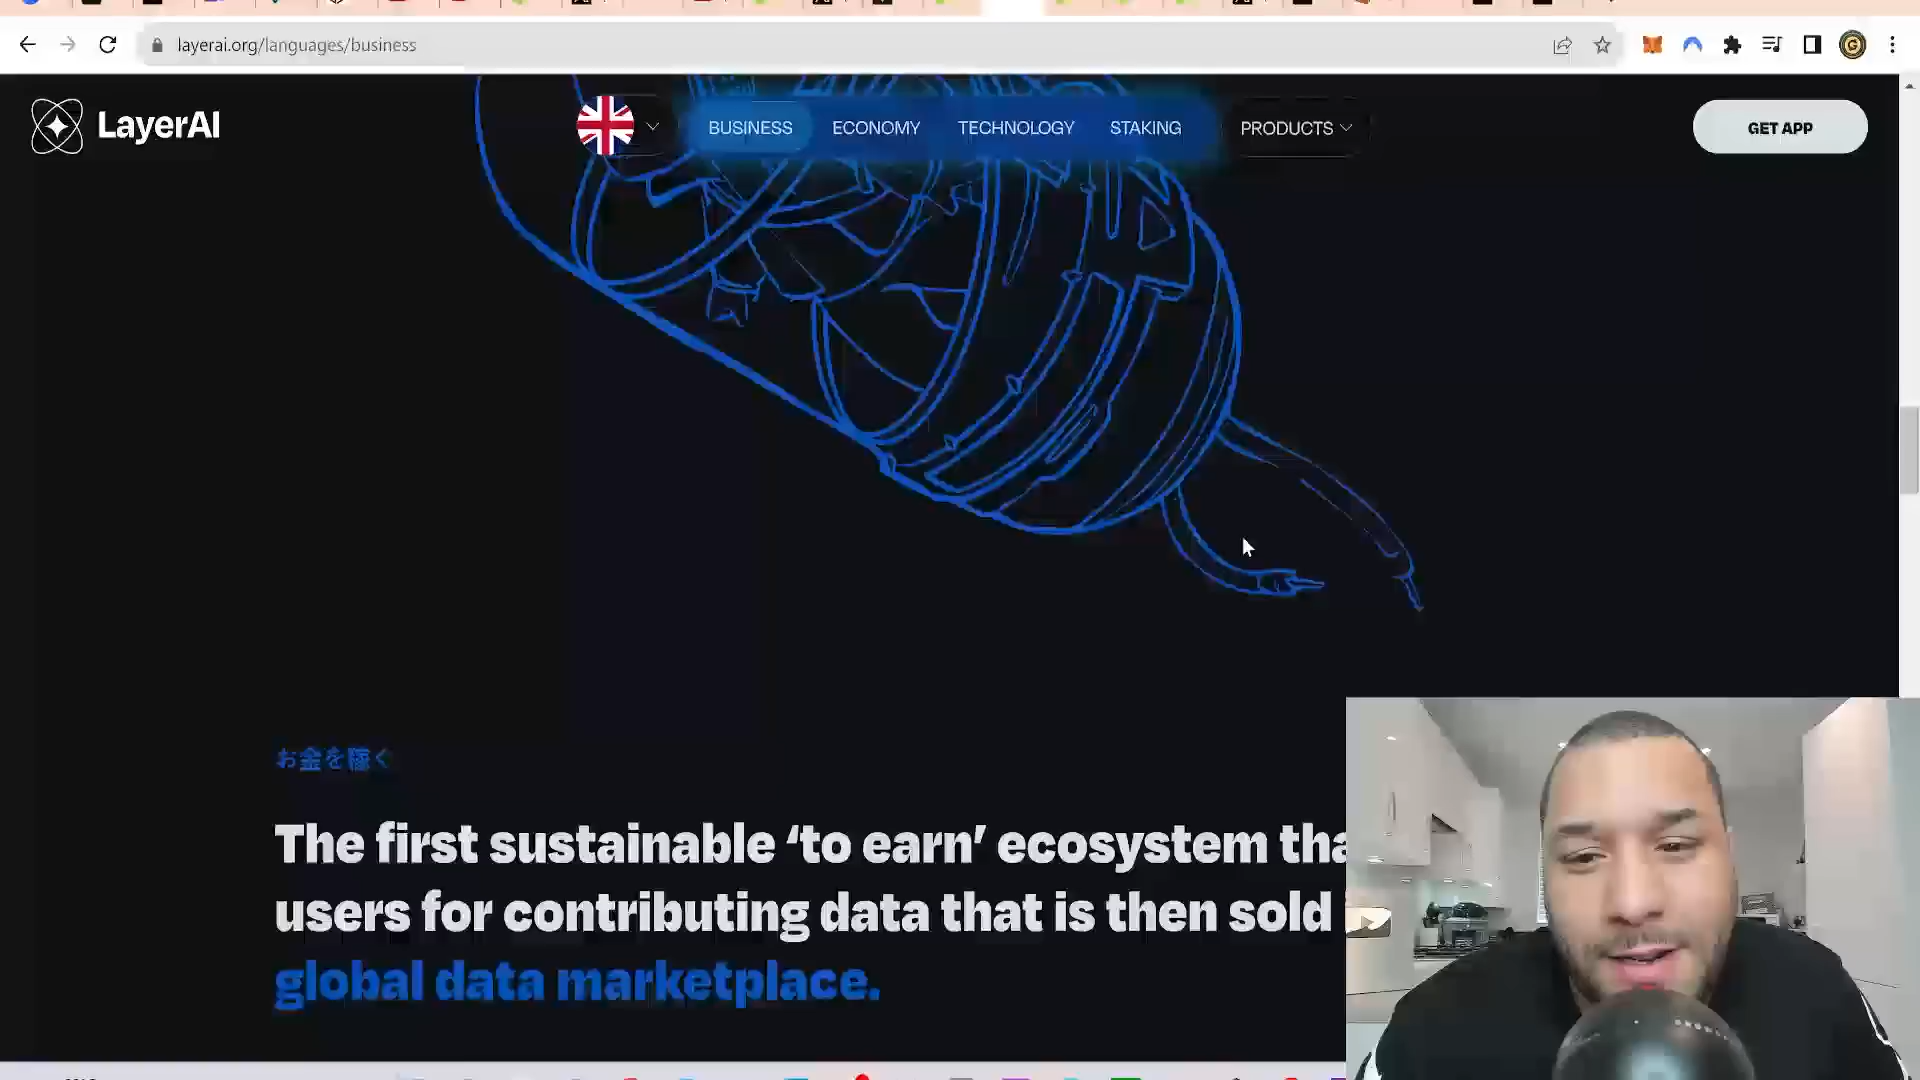 layerai.org/languages/business
LayerAI
BUSINESS
ECONOMY
TECHNOLOGY
STAKING
PRODUCTS
GET APP
お金を稼ぐ
The first sustainable ‘to earn’ ecosystem tha
users for contributing data that is then sold
global data marketplace.